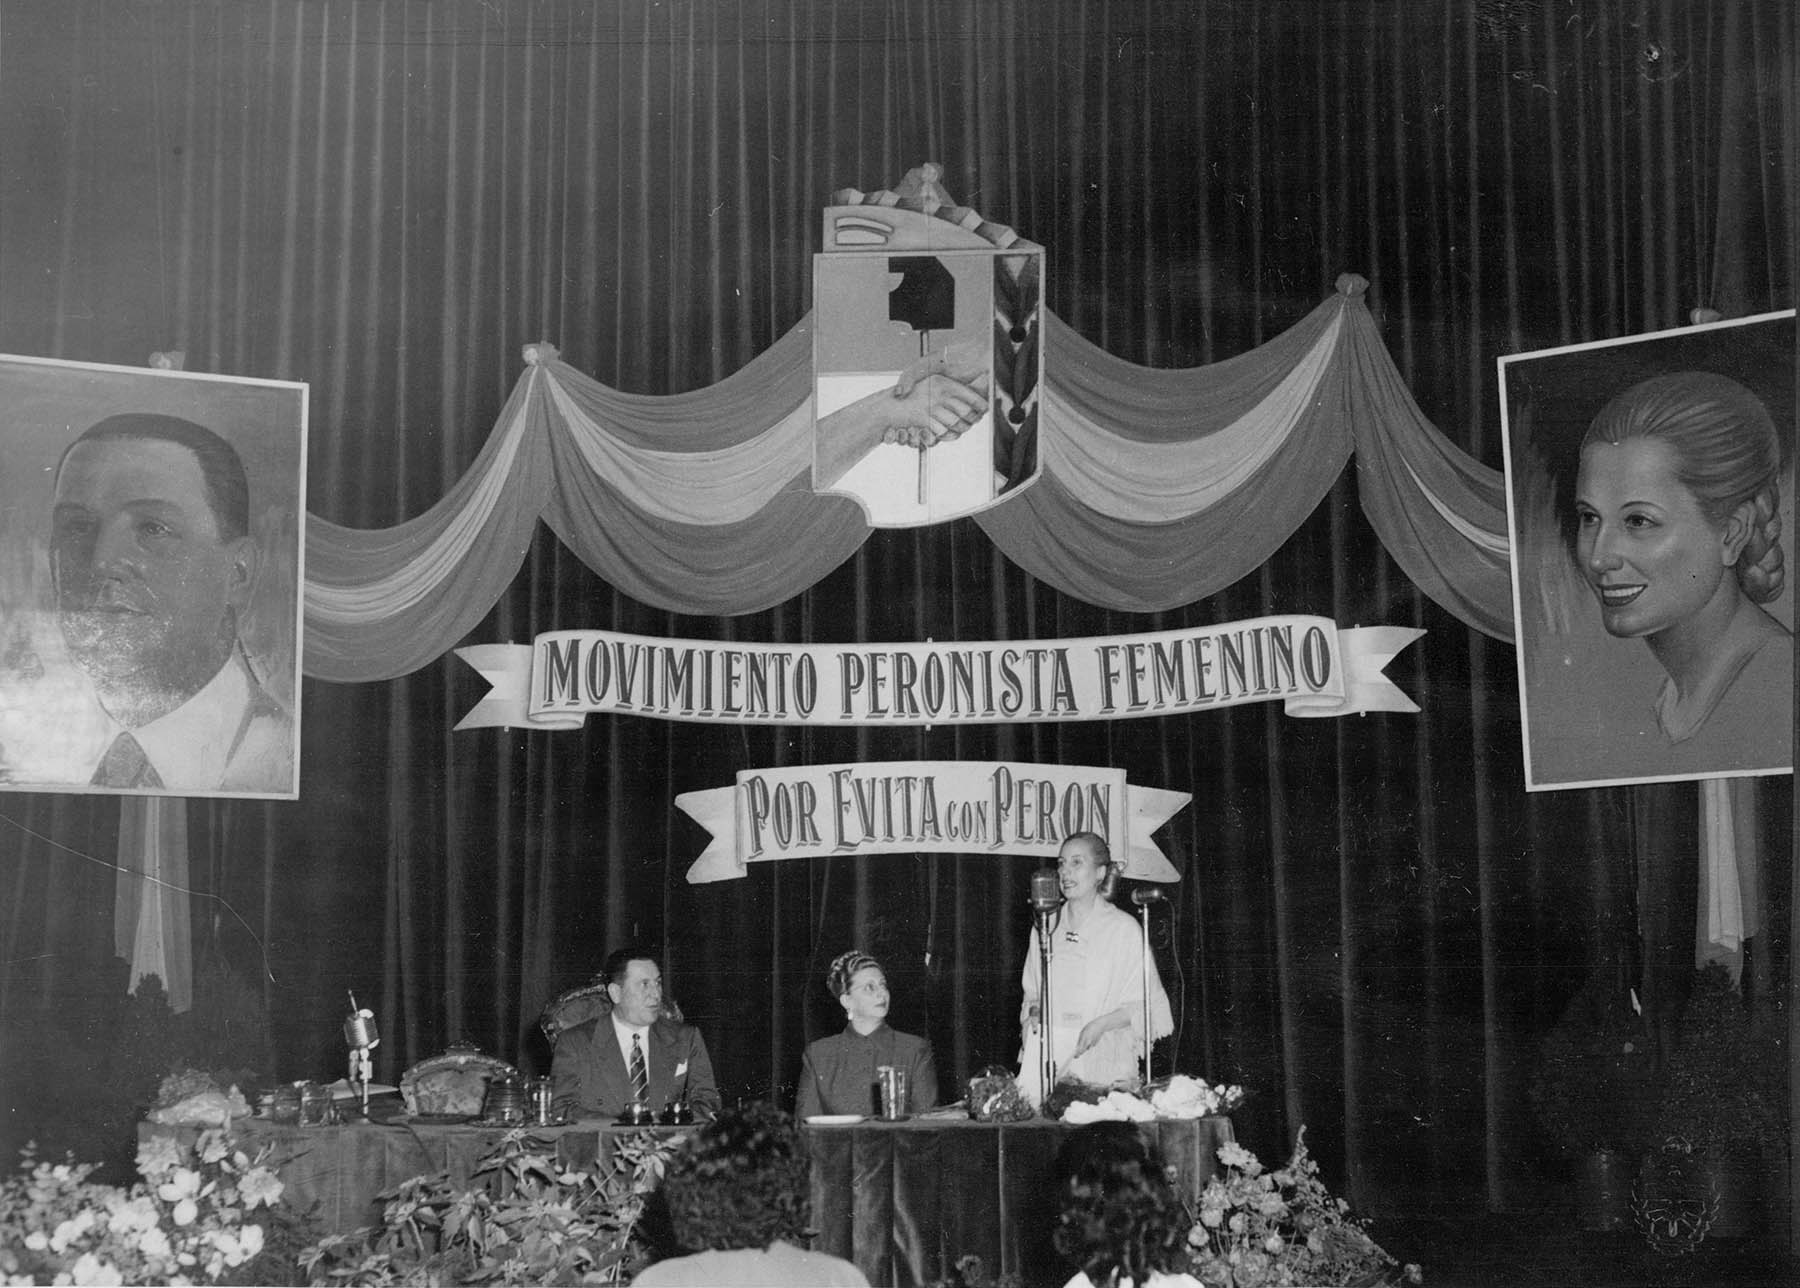 MOVIMIENTO PERONISTA FEMENINO
POR EVITA CON PERON